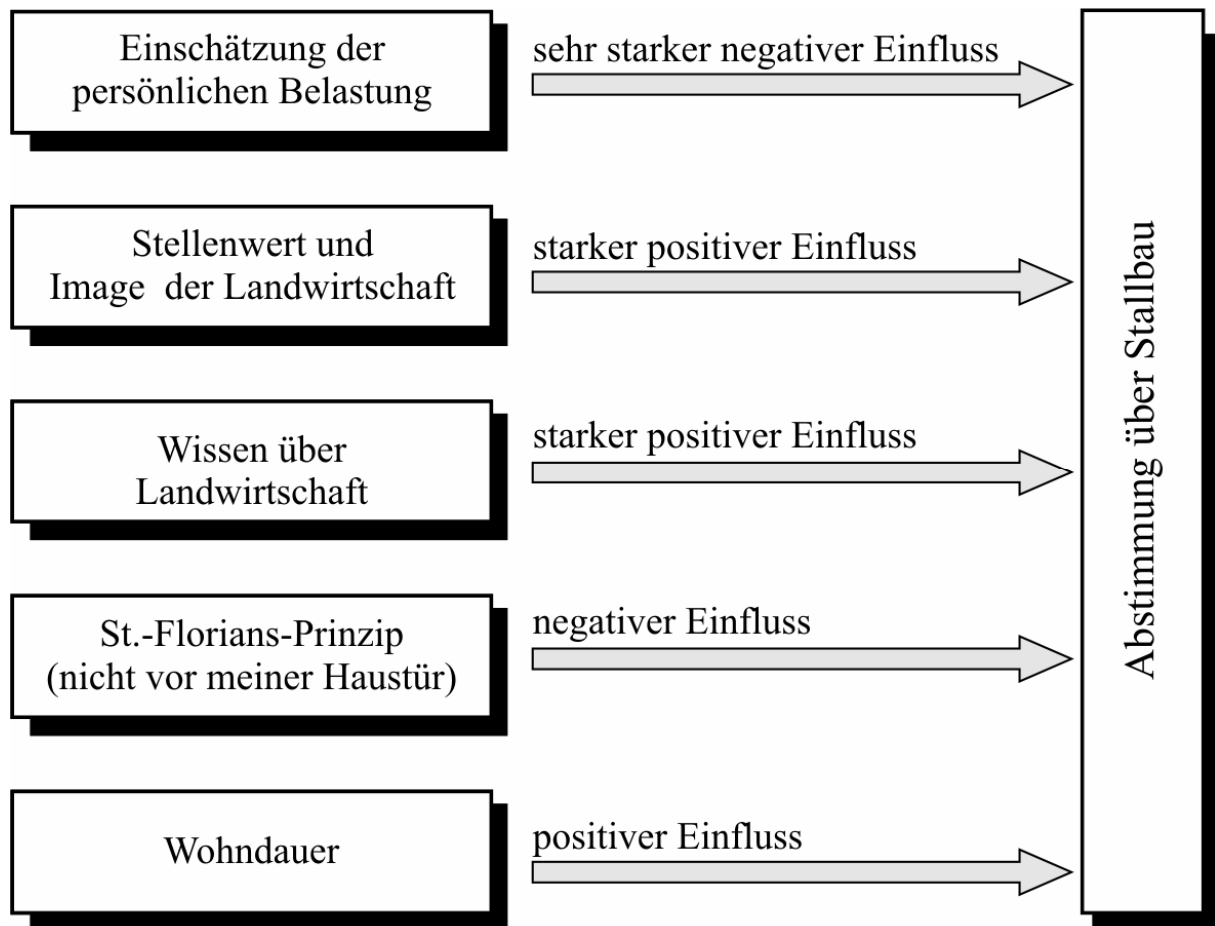 Einschätzung der
persönlichen Belastung
sehr starker negativer Einfluss
Stellenwert und
Image der Landwirtschaft
starker positiver Einfluss
Wissen über
Landwirtschaft
starker positiver Einfluss
St.-Florians-Prinzip
(nicht vor meiner Haustür)
negativer Einfluss
Wohndauer
positiver Einfluss
Abstimmung über Stallbau